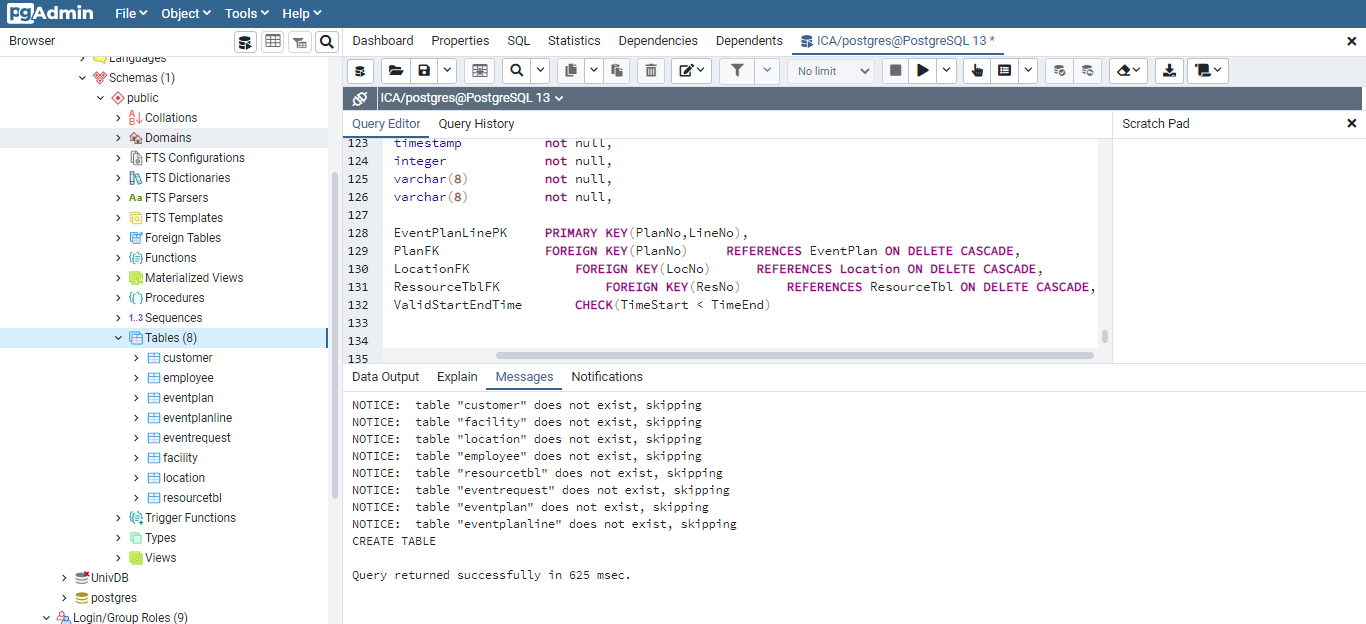 pgAdmin File Object Tools Help
Browser
Dashboard Properties SQL Statistics Dependencies Dependents ICA/postgres@PostgreSQL 13 *
Languages
Schemas (1)
public
Collations
Domains
FTS Configurations
FTS Dictionaries
Aa FTS Parsers
FTS Templates
Foreign Tables
Functions
Materialized Views
Procedures
1..3 Sequences
Tables (8)
customer
employee
eventplan
eventplanline
eventrequest
facility
location
resourcetbl
Trigger Functions
Types
Views
UnivDB
postgres
Login/Group Roles (9)
No limit
ICA/postgres@PostgreSQL 13
Query Editor Query History
Scratch Pad
123 timestamp not null,
124 integer not null,
125 varchar(8) not null,
126 varchar(8) not null,
127
128 EventPlanLinePK PRIMARY KEY(PlanNo,LineNo),
129 PlanFK FOREIGN KEY(PlanNo) REFERENCES EventPlan ON DELETE CASCADE,
130 LocationFK FOREIGN KEY(LocNo) REFERENCES Location ON DELETE CASCADE,
131 RessourceTblFK FOREIGN KEY(ResNo) REFERENCES ResourceTbl ON DELETE CASCADE,
132 ValidStartEndTime CHECK(TimeStart < TimeEnd)
133
134
135
Data Output Explain Messages Notifications
NOTICE: table "customer" does not exist, skipping
NOTICE: table "facility" does not exist, skipping
NOTICE: table "location" does not exist, skipping
NOTICE: table "employee" does not exist, skipping
NOTICE: table "resourcetbl" does not exist, skipping
NOTICE: table "eventrequest" does not exist, skipping
NOTICE: table "eventplan" does not exist, skipping
NOTICE: table "eventplanline" does not exist, skipping
CREATE TABLE
Query returned successfully in 625 msec.